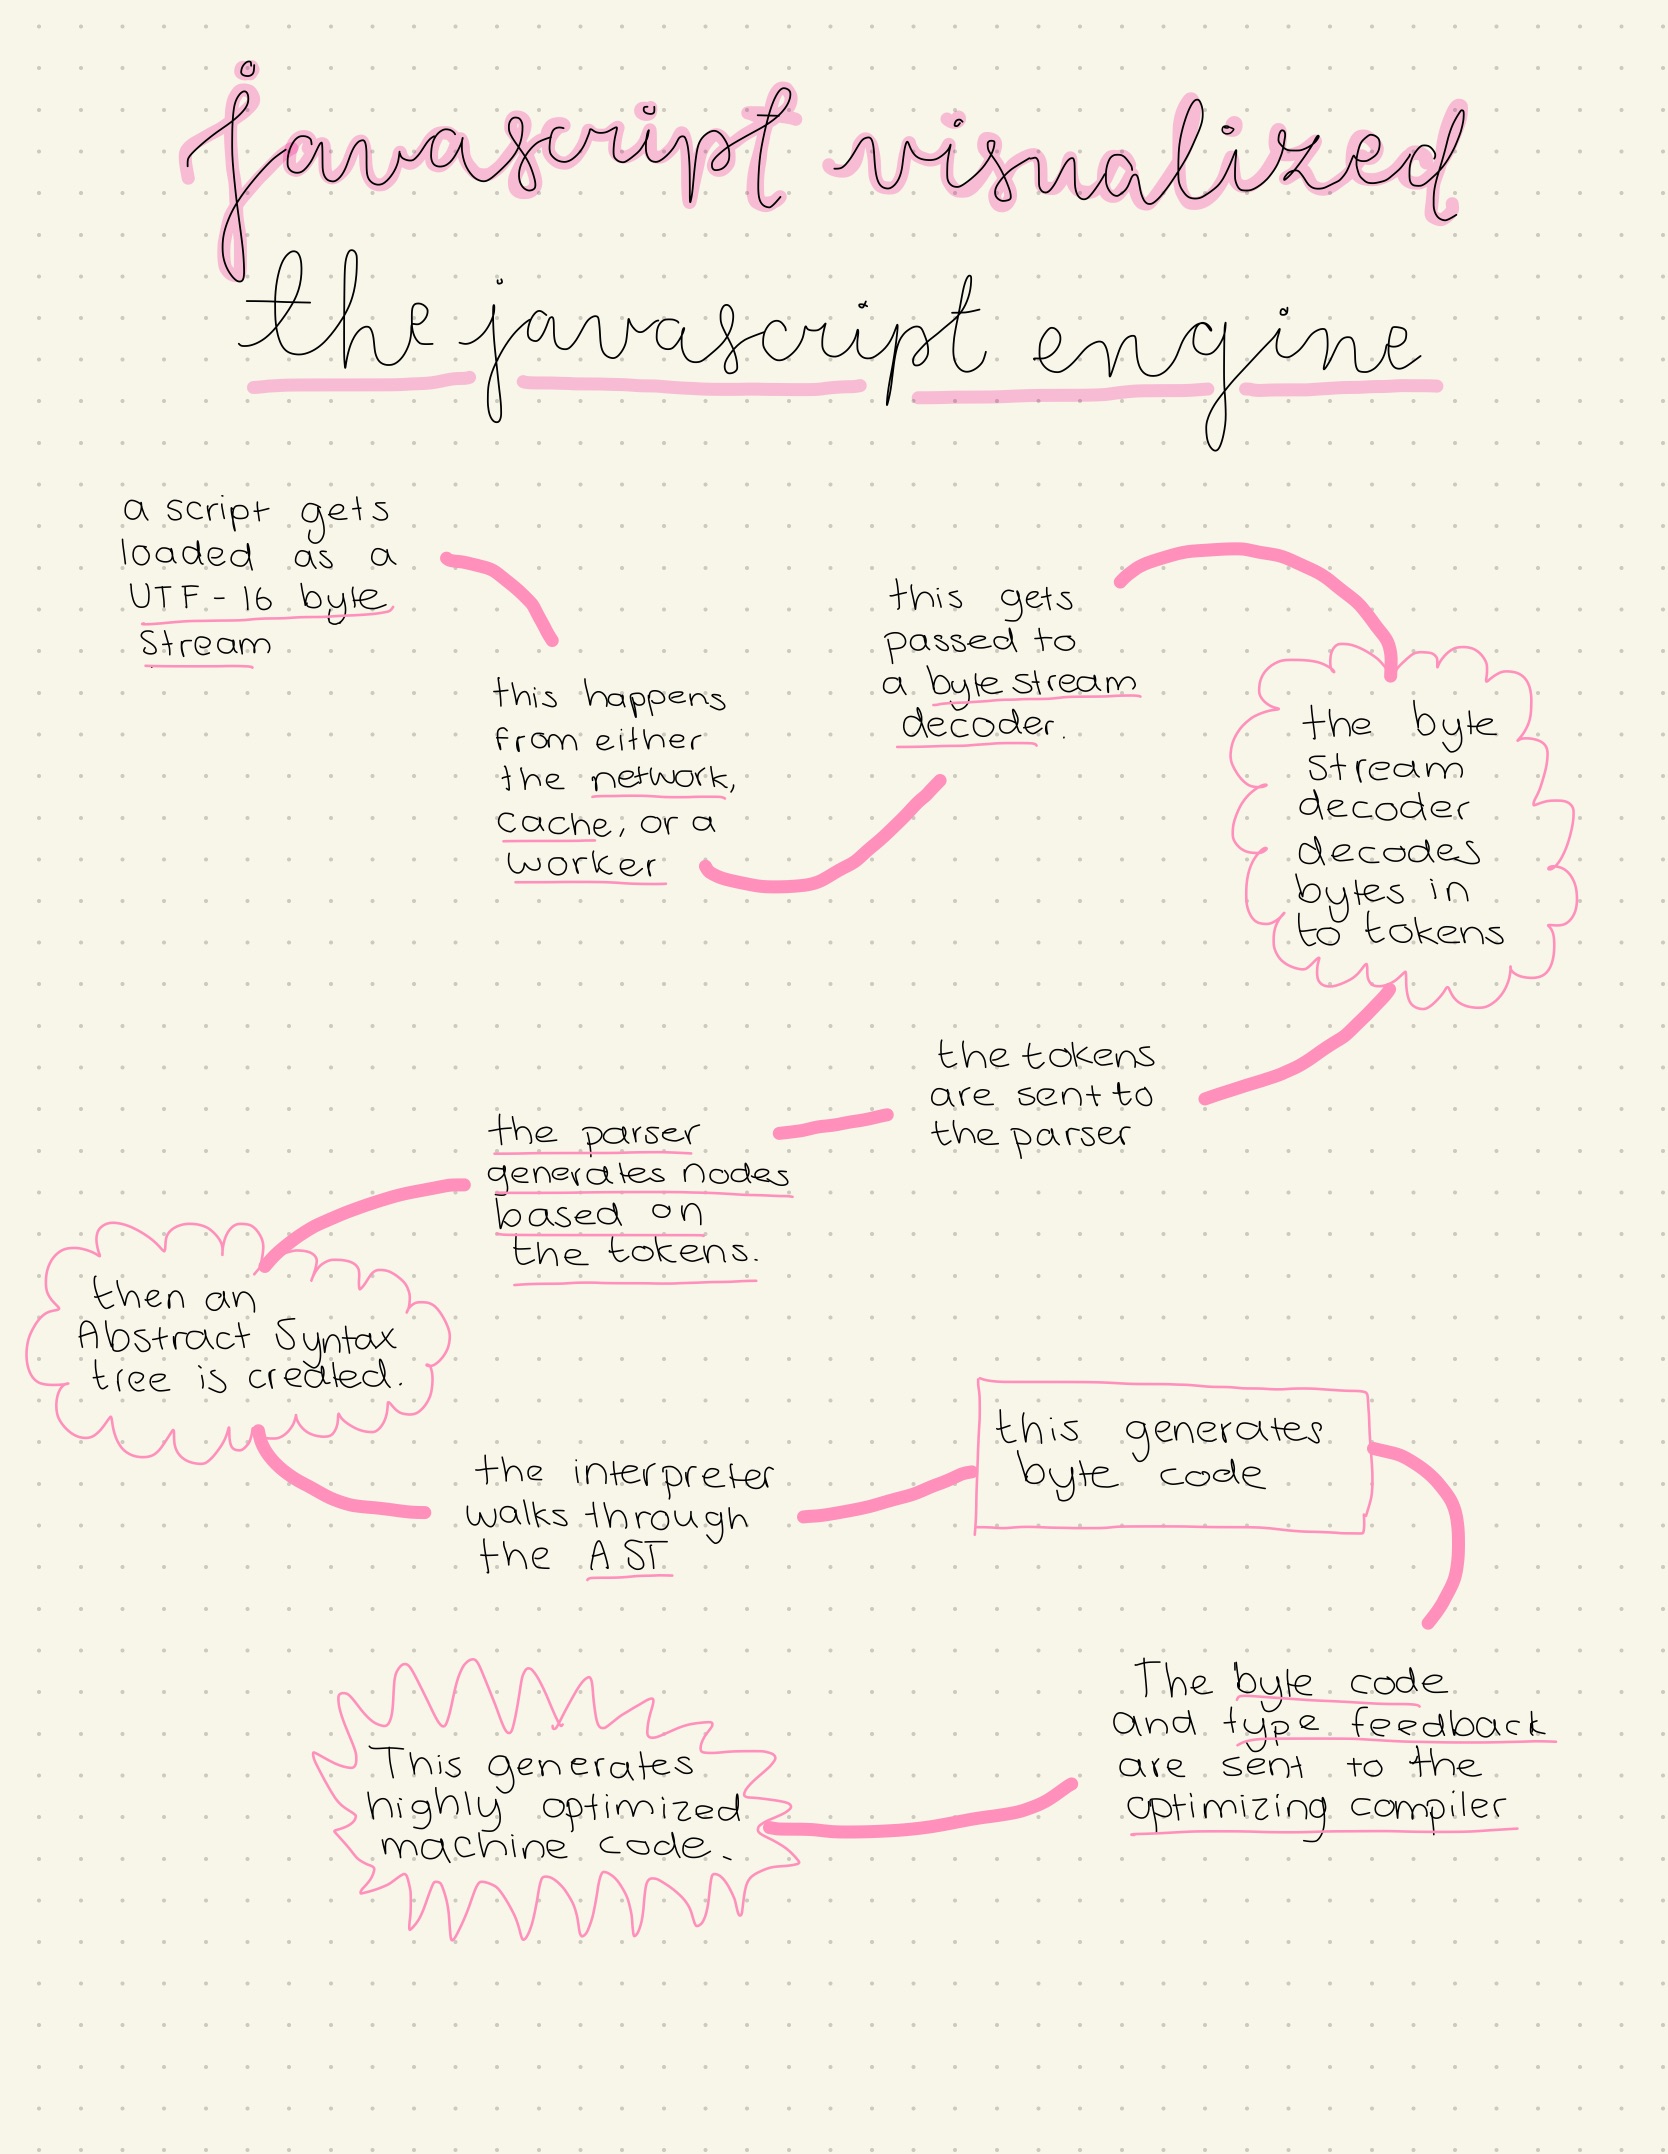 javascript visualized
the javascript engine
a script gets
loaded as a
UTF-16 byte
stream
this happens
from either
the network,
cache, or a
worker
this gets
passed to
a byte stream
decoder.
the byte
stream
decoder
decodes
bytes in
to tokens
the tokens
are sent to
the parser
the parser
generates nodes
based on
the tokens.
then an
Abstract Syntax
tree is created.
the interpreter
walks through
the AST
this generates
byte code
The byte code
and type feedback
are sent to the
optimizing compiler
This generates
highly optimized
machine code.